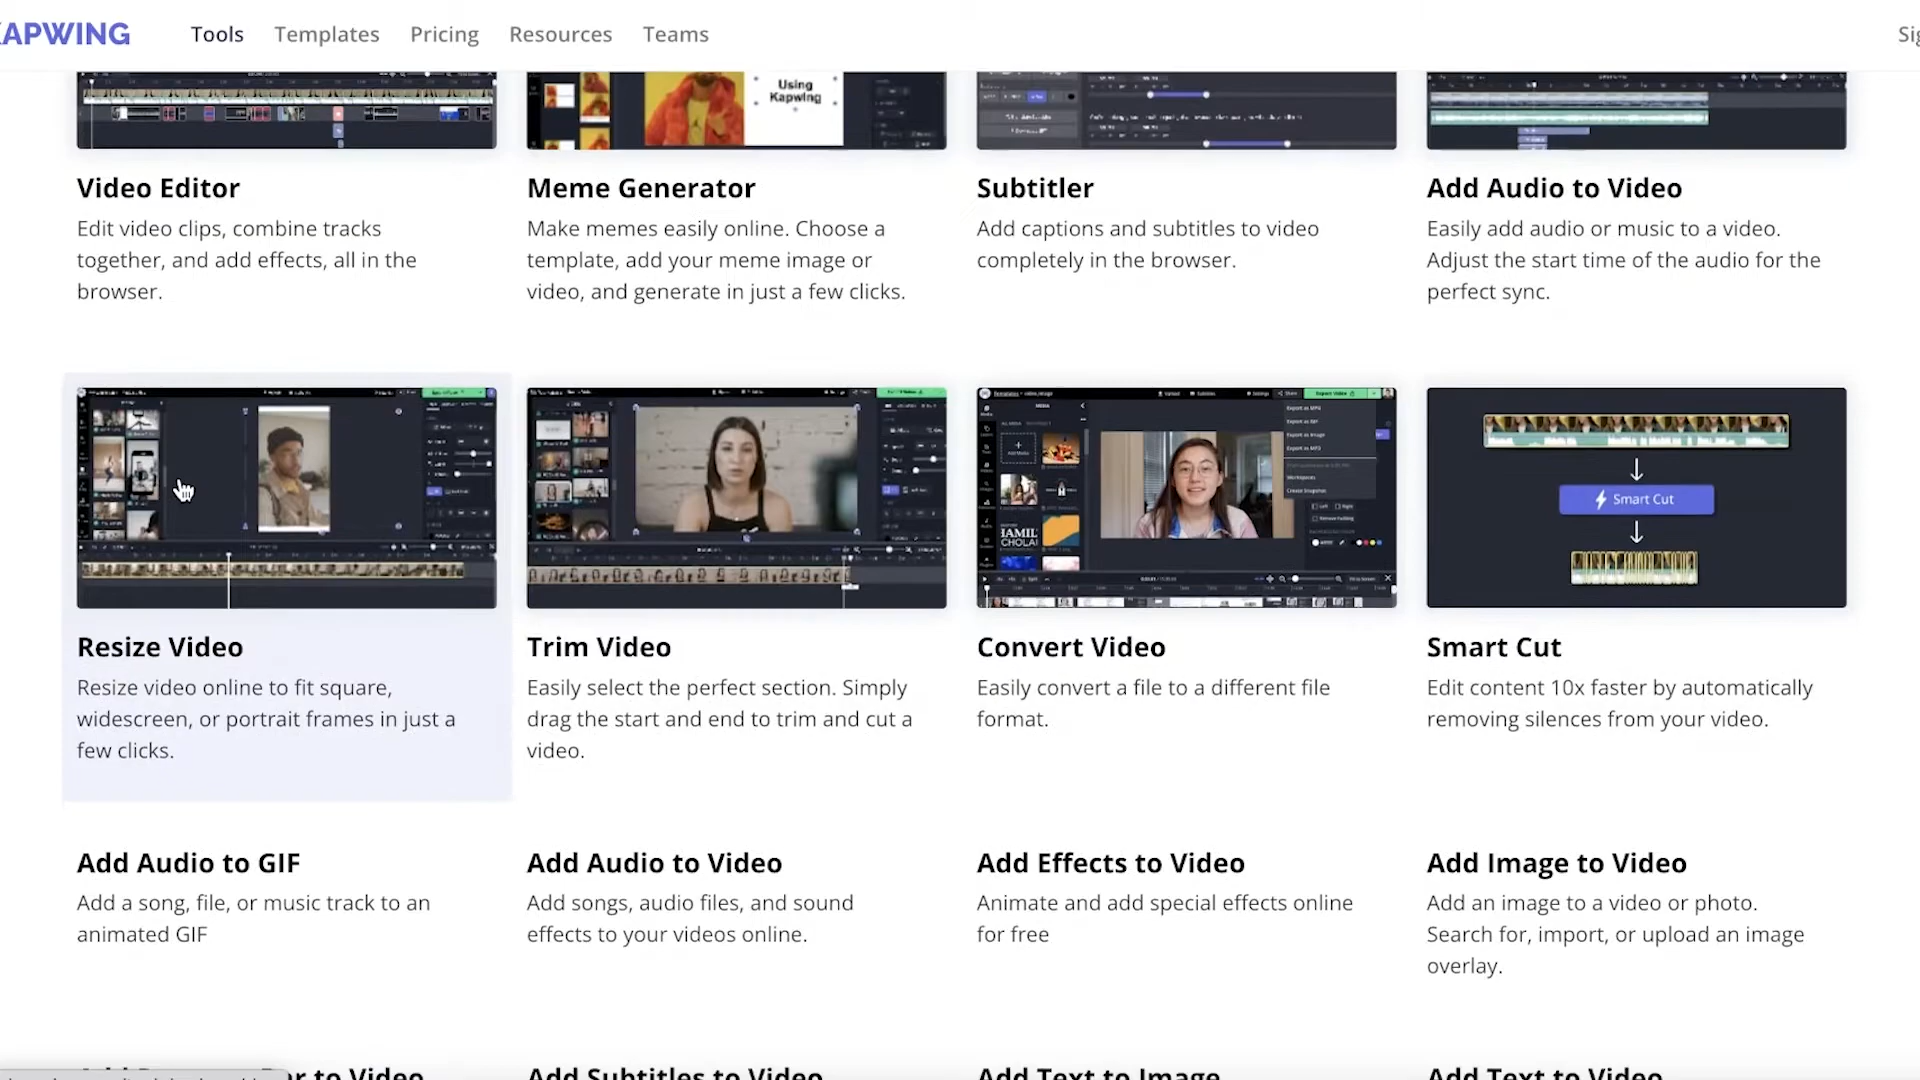 KAPWING
Tools
Templates
Pricing
Resources
Teams
Using
Kapwing
Video Editor
Edit video clips, combine tracks
together, and add effects, all in the
browser.
Meme Generator
Make memes easily online. Choose a
template, add your meme image or
video, and generate in just a few clicks.
Subtitler
Add captions and subtitles to video
completely in the browser.
Add Audio to Video
Easily add audio or music to a video.
Adjust the start time of the audio for the
perfect sync.
Smart Cut
Resize Video
Resize video online to fit square,
widescreen, or portrait frames in just a
few clicks.
Trim Video
Easily select the perfect section. Simply
drag the start and end to trim and cut a
video.
Convert Video
Easily convert a file to a different file
format.
Smart Cut
Edit content 10x faster by automatically
removing silences from your video.
Add Audio to GIF
Add a song, file, or music track to an
animated GIF
Add Audio to Video
Add songs, audio files, and sound
effects to your videos online.
Add Effects to Video
Animate and add special effects online
for free
Add Image to Video
Add an image to a video or photo.
Search for, import, or upload an image
overlay.
to Video
Add Subtitles to Video
Add Text to Image
Add Text to Video